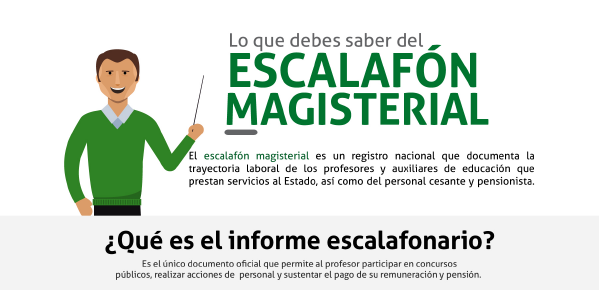 Lo que debes saber del
ESCALAFÓN
MAGISTERIAL
El escalafón magisterial es un registro nacional que documenta la
trayectoria laboral de los profesores y auxiliares de educación que
prestan servicios al Estado, así como del personal cesante y pensionista.
¿Qué es el informe escalafonario?
Es el único documento oficial que permite al profesor participar en concursos
públicos, realizar acciones de personal y sustentar el pago de su remuneración y pensión.